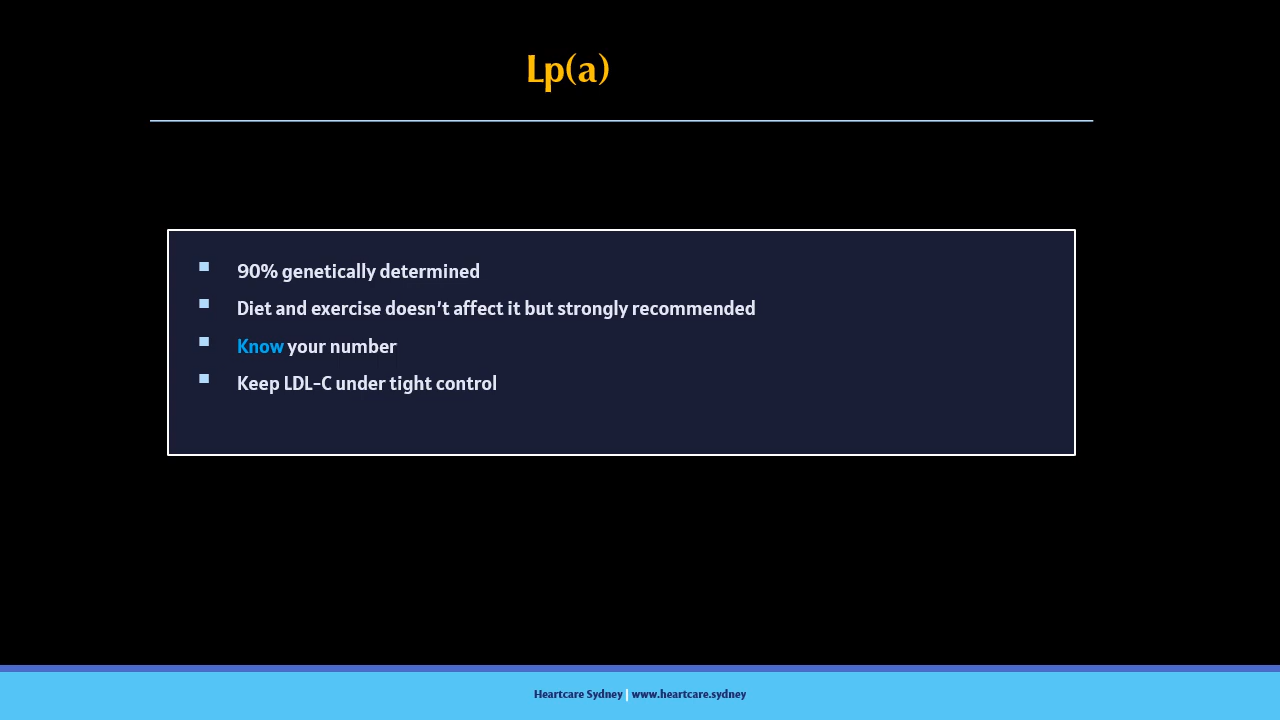 Lp(a)
90% genetically determined
Diet and exercise doesn't affect it but strongly recommended
Know your number
Keep LDL-C under tight control
Heartcare Sydney | www.heartcare.sydney